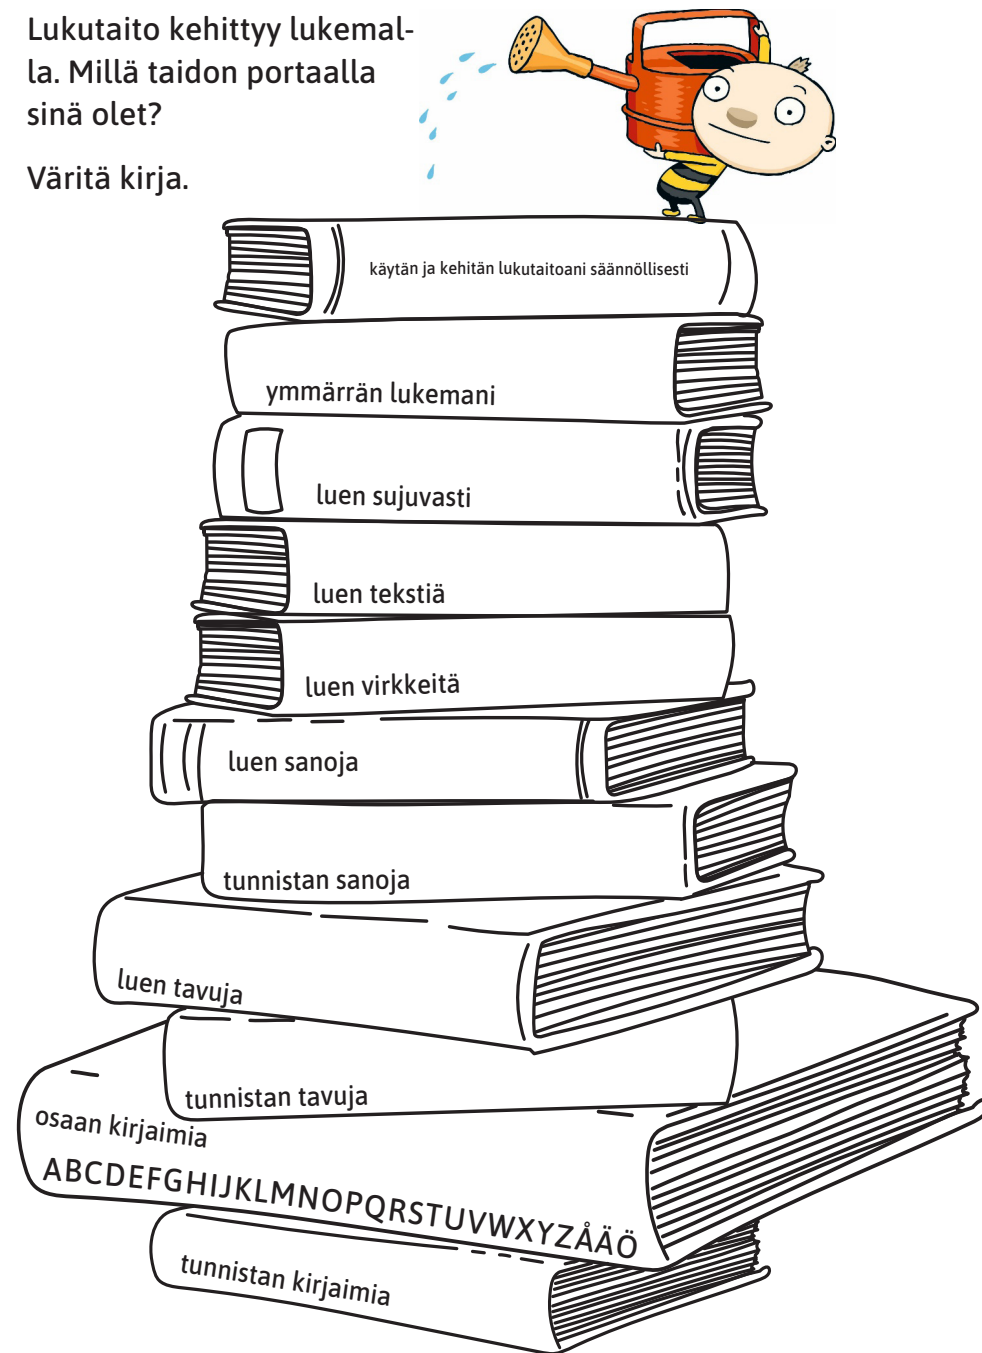 Lukutaito kehittyy lukemal-
la. Millä taidon portaalla
sinä olet?
Väritä kirja.
käytän ja kehitän lukutaitoani säännöllisesti
ymmärrän lukemani
luen sujuvasti
luen tekstiä
luen virkkeitä
luen sanoja
tunnistan sanoja
luen tavuja
tunnistan tavuja
osaan kirjaimia
ABCDEFGHIJKLMNOPQRSTUVWXYZÅÄÖ
tunnistan kirjaimia